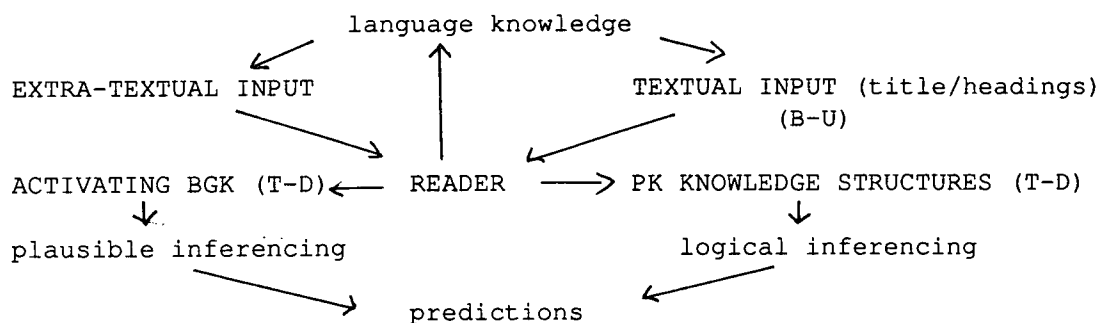 language knowledge
EXTRA-TEXTUAL INPUT TEXTUAL INPUT (title/headings)
(B-U)
ACTIVATING BGK (T-D) READER PK KNOWLEDGE STRUCTURES (T-D)
plausible inferencing logical inferencing
predictions